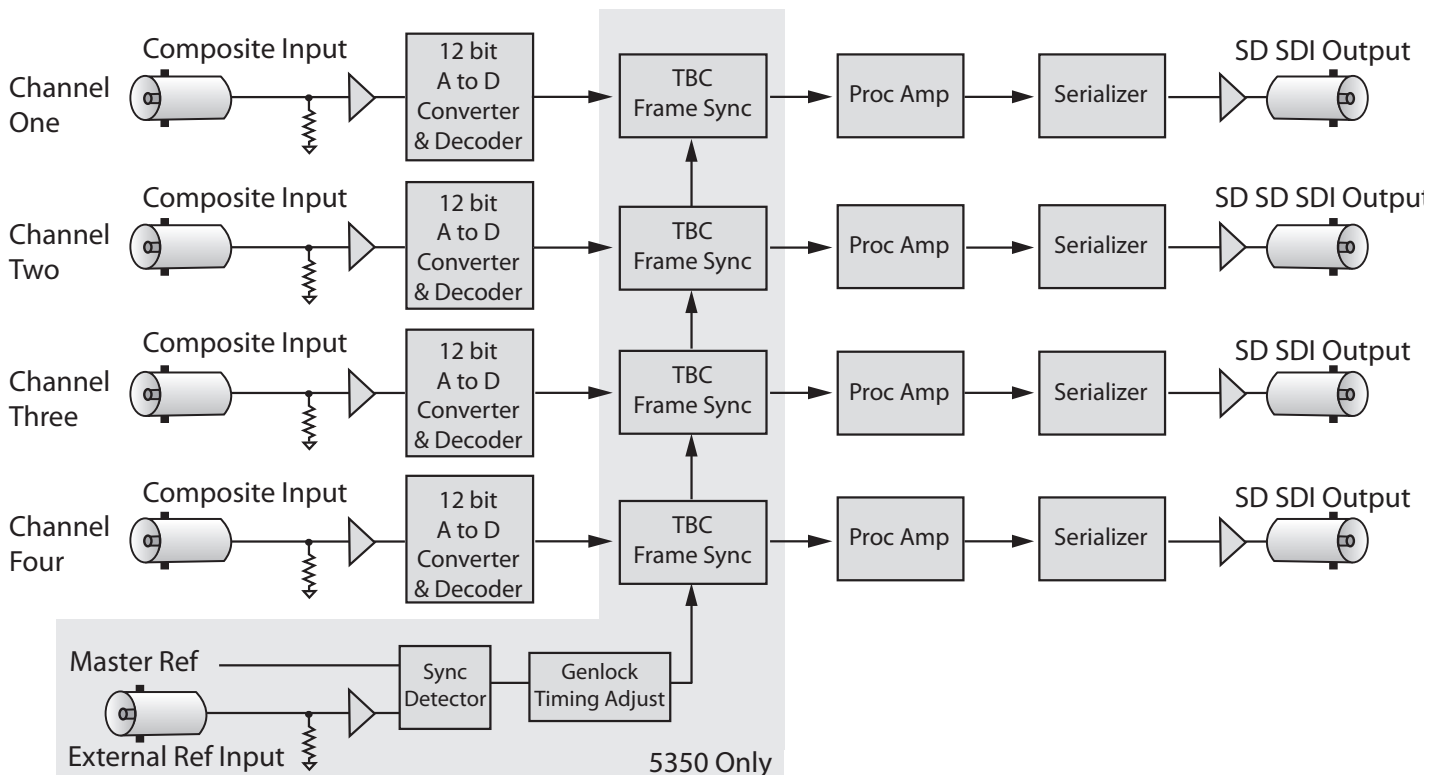 Channel
One
Composite Input
12 bit
A to D
Converter
& Decoder
TBC
Frame Sync
Proc Amp
Serializer
SD SDI Output
Channel
Two
Composite Input
12 bit
A to D
Converter
& Decoder
TBC
Frame Sync
Proc Amp
Serializer
SD SD SDI Output
Channel
Three
Composite Input
12 bit
A to D
Converter
& Decoder
TBC
Frame Sync
Proc Amp
Serializer
SD SDI Output
Channel
Four
Composite Input
12 bit
A to D
Converter
& Decoder
TBC
Frame Sync
Proc Amp
Serializer
SD SDI Output
Master Ref
External Ref Input
Sync
Detector
Genlock
Timing Adjust
5350 Only